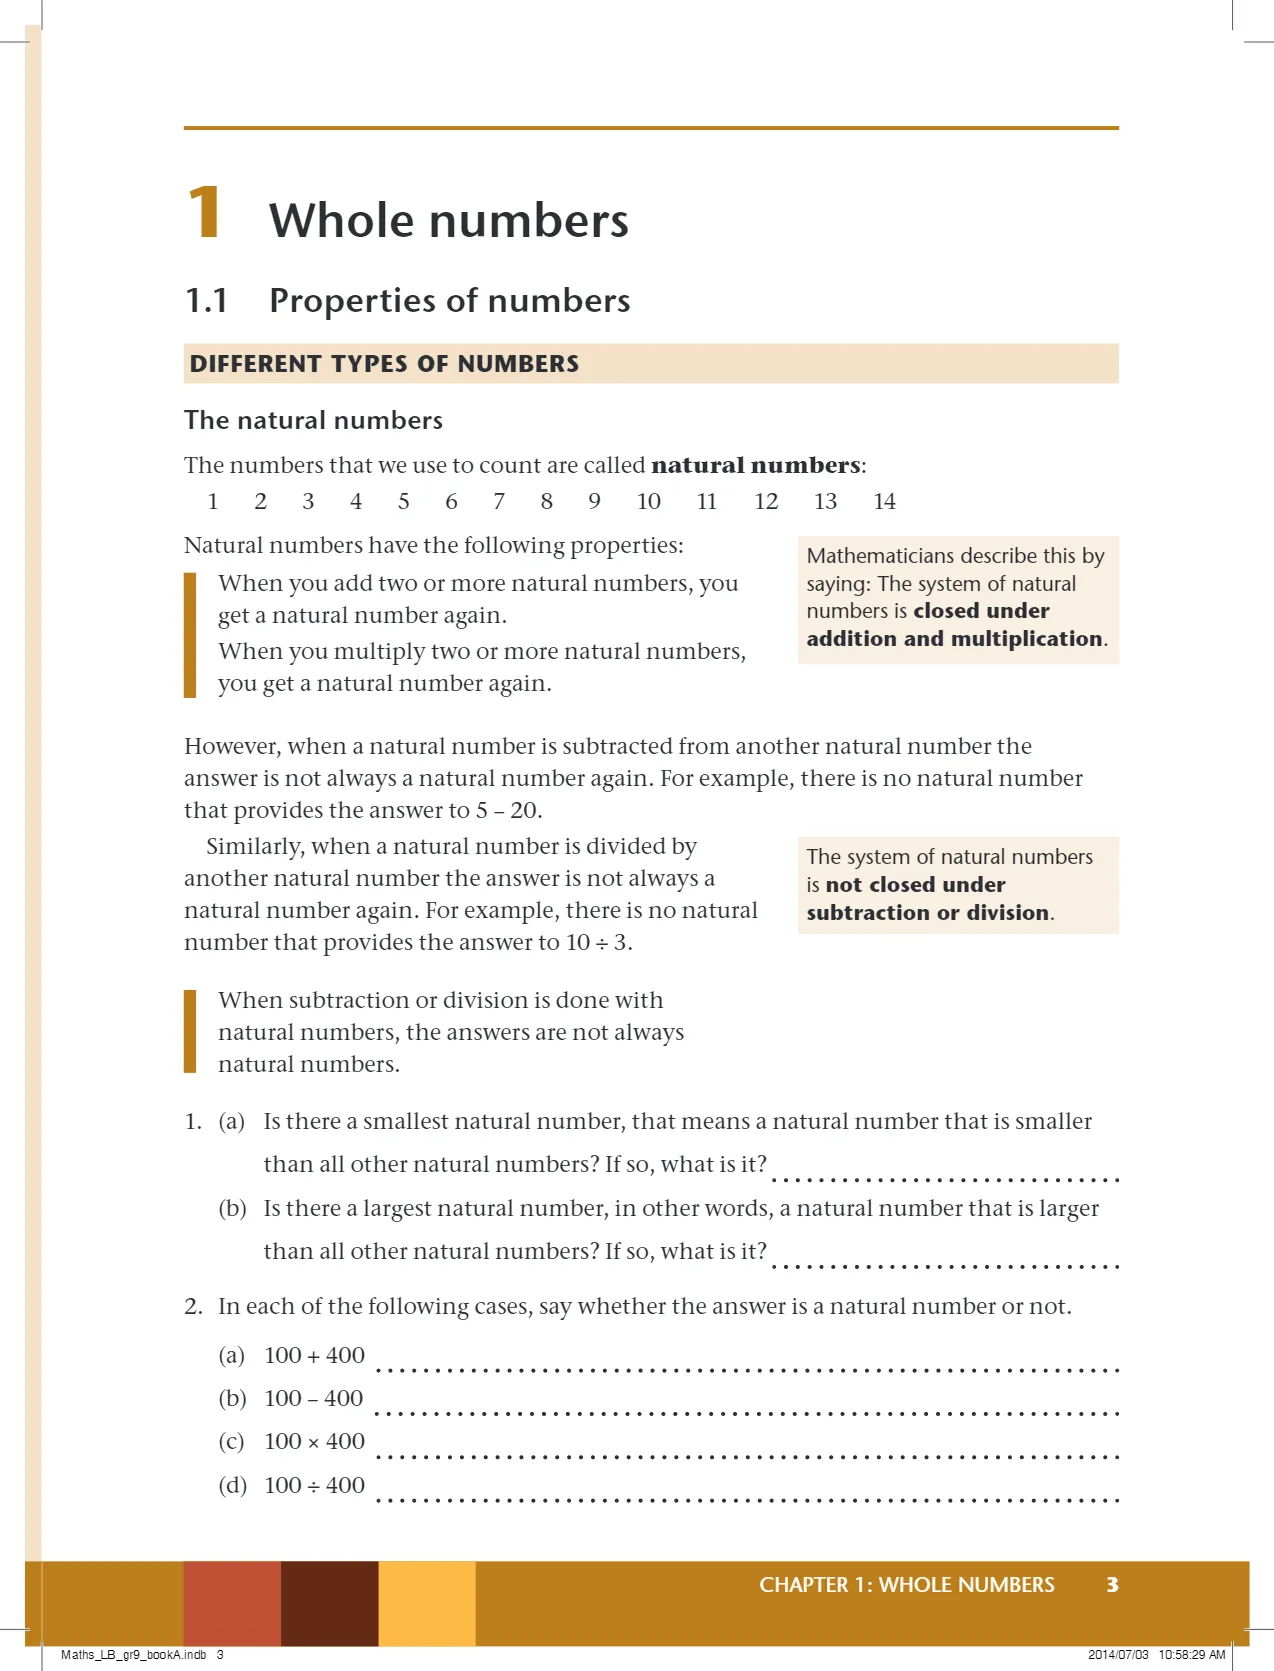 1 Whole numbers
1.1 Properties of numbers
DIFFERENT TYPES OF NUMBERS
The natural numbers
The numbers that we use to count are called natural numbers:
1 2 3 4 5 6 7 8 9 10 11 12 13 14
Natural numbers have the following properties:
When you add two or more natural numbers, you
get a natural number again.
When you multiply two or more natural numbers,
you get a natural number again.
Mathematicians describe this by
saying: The system of natural
numbers is closed under
addition and multiplication.
However, when a natural number is subtracted from another natural number the
answer is not always a natural number again. For example, there is no natural number
that provides the answer to 5 – 20.
Similarly, when a natural number is divided by
another natural number the answer is not always a
natural number again. For example, there is no natural
number that provides the answer to 10 ÷ 3.
The system of natural numbers
is not closed under
subtraction or division.
When subtraction or division is done with
natural numbers, the answers are not always
natural numbers.
1. (a) Is there a smallest natural number, that means a natural number that is smaller
than all other natural numbers? If so, what is it?
(b) Is there a largest natural number, in other words, a natural number that is larger
than all other natural numbers? If so, what is it?
2. In each of the following cases, say whether the answer is a natural number or not.
(a) 100 + 400
(b) 100 – 400
(c) 100 × 400
(d) 100 ÷ 400
CHAPTER 1: WHOLE NUMBERS 3
Maths_LB_gr9_bookA.indb 3 2014/07/03 10:58:29 AM